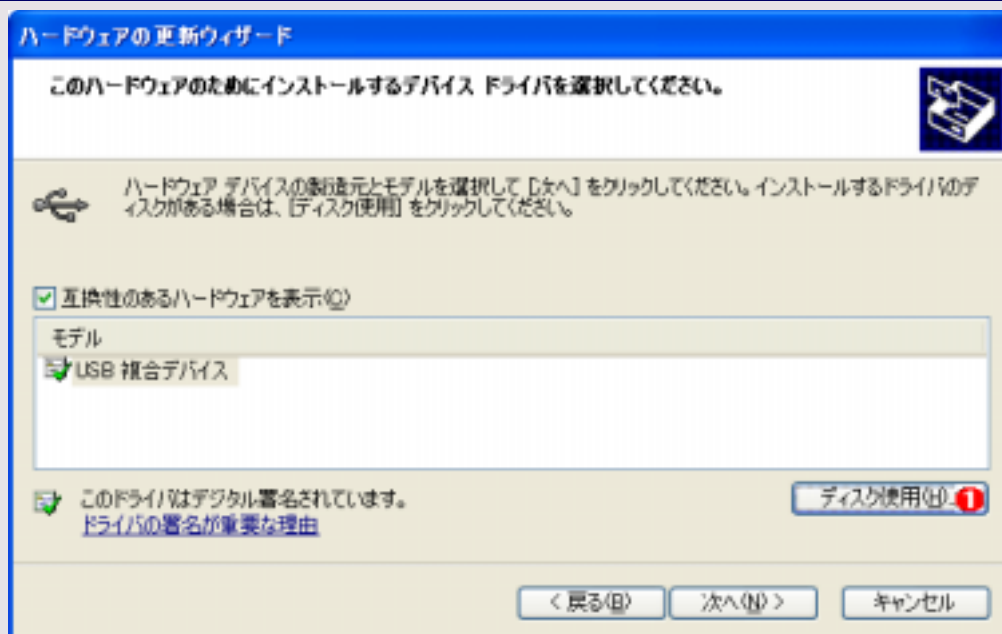 ハードウェアの更新ウィザード
このハードウェアのためにインストールするデバイス ドライバを選択してください。
ハードウェア デバイスの製造元とモデルを選択して [次へ] をクリックしてください。インストールするドライバのデ
ィスクがある場合は、[ディスク使用] をクリックしてください。
互換性のあるハードウェアを表示(C)
モデル
USB 複合デバイス
このドライバはデジタル署名されています。
ドライバの署名が重要な理由
ディスク使用(H)... 1
< 戻る(B)
次へ(N) >
キャンセル